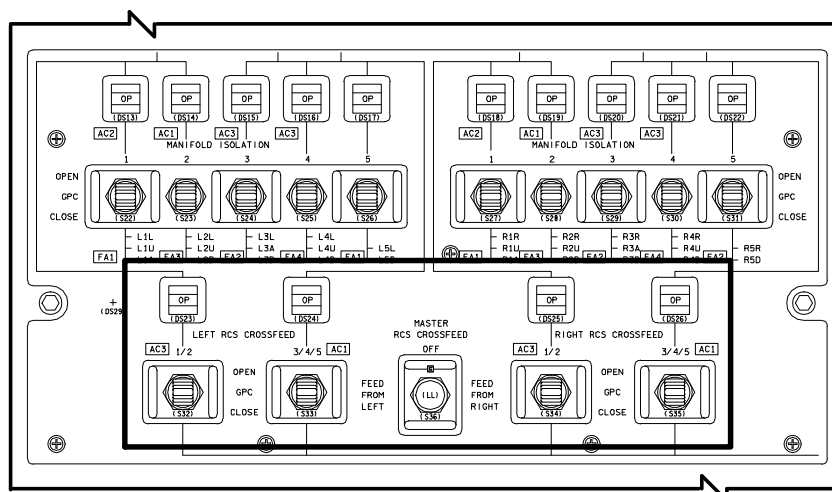 OP OP OP OP OP OP OP OP OP OP
(DS13) (DS14) (DS15) (DS16) (DS17) (DS18) (DS19) (DS20) (DS21) (DS22)
AC2 AC1 AC3 AC3 AC2 AC1 AC3 AC3
MANIFOLD ISOLATION MANIFOLD ISOLATION
1 2 3 4 5 1 2 3 4 5
OPEN OPEN
GPC GPC
CLOSE CLOSE
(S22) (S23) (S24) (S25) (S26) (S27) (S28) (S29) (S30) (S31)
L1L L2L L3L L4L R1R R2R R3R R4R
L1U L2U L3A L4U L5L R1U R2U R3A R4U R5R
FA1 FA3 FA2 FA4 FA1 FA1 FA3 FA2 FA4 FA2
R5D
OP OP OP OP
(DS29
(DS23) (DS24) (DS25) (DS26)
MASTER
RCS CROSSFEED
LEFT RCS CROSSFEED RIGHT RCS CROSSFEED
OFF
AC3 1/2 3/4/5 AC1 AC3 1/2 3/4/5 AC1
OPEN OPEN
FEED FEED
GPC FROM (LL) FROM GPC
LEFT RIGHT
CLOSE CLOSE
(S32) (S33) (S36) (S34) (S35)